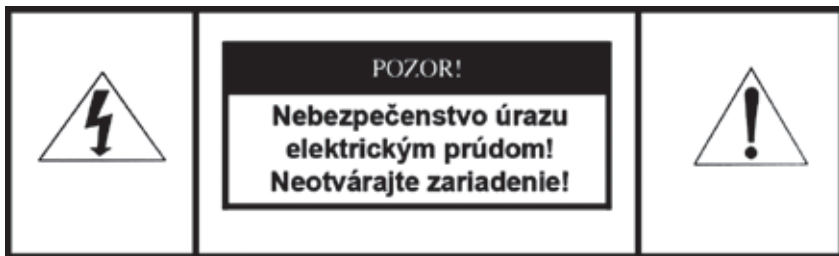 POZOR!
Nebezpečenstvo úrazu
elektrickým prúdom!
Neotvárajte zariadenie!